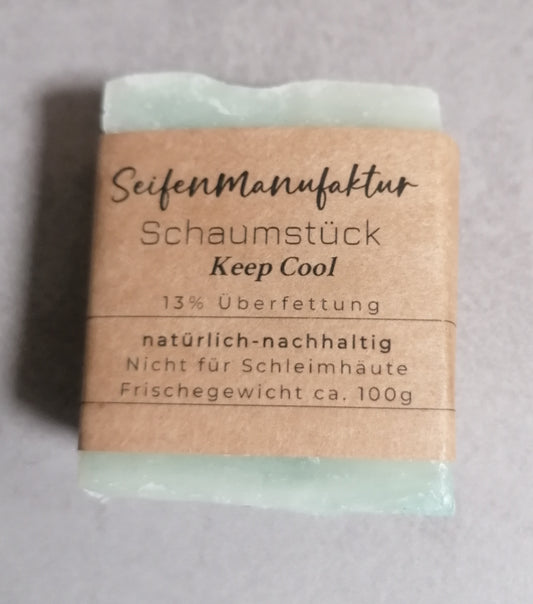 SeifenManufaktur
Schaumstück
Keep Cool
13% Überfettung
natürlich-nachhaltig
Nicht für Schleimhäute
Frischegewicht ca. 100g